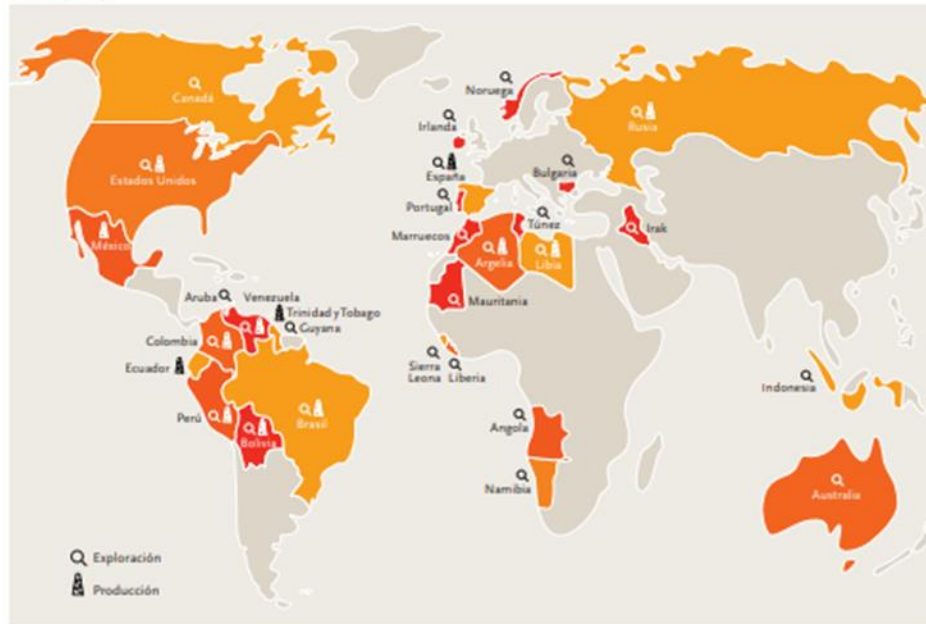 Canadá
Estados Unidos
México
Aruba
Venezuela
Trinidad y Tobago
Guyana
Colombia
Ecuador
Perú
Bolivia
Brasil
Noruega
Irlanda
España
Portugal
Marruecos
Bulgaria
Túnez
Argelia
Libia
Irak
Mauritania
Sierra
Leona
Liberia
Angola
Namibia
Rusia
Indonesia
Australia
Exploración
Producción